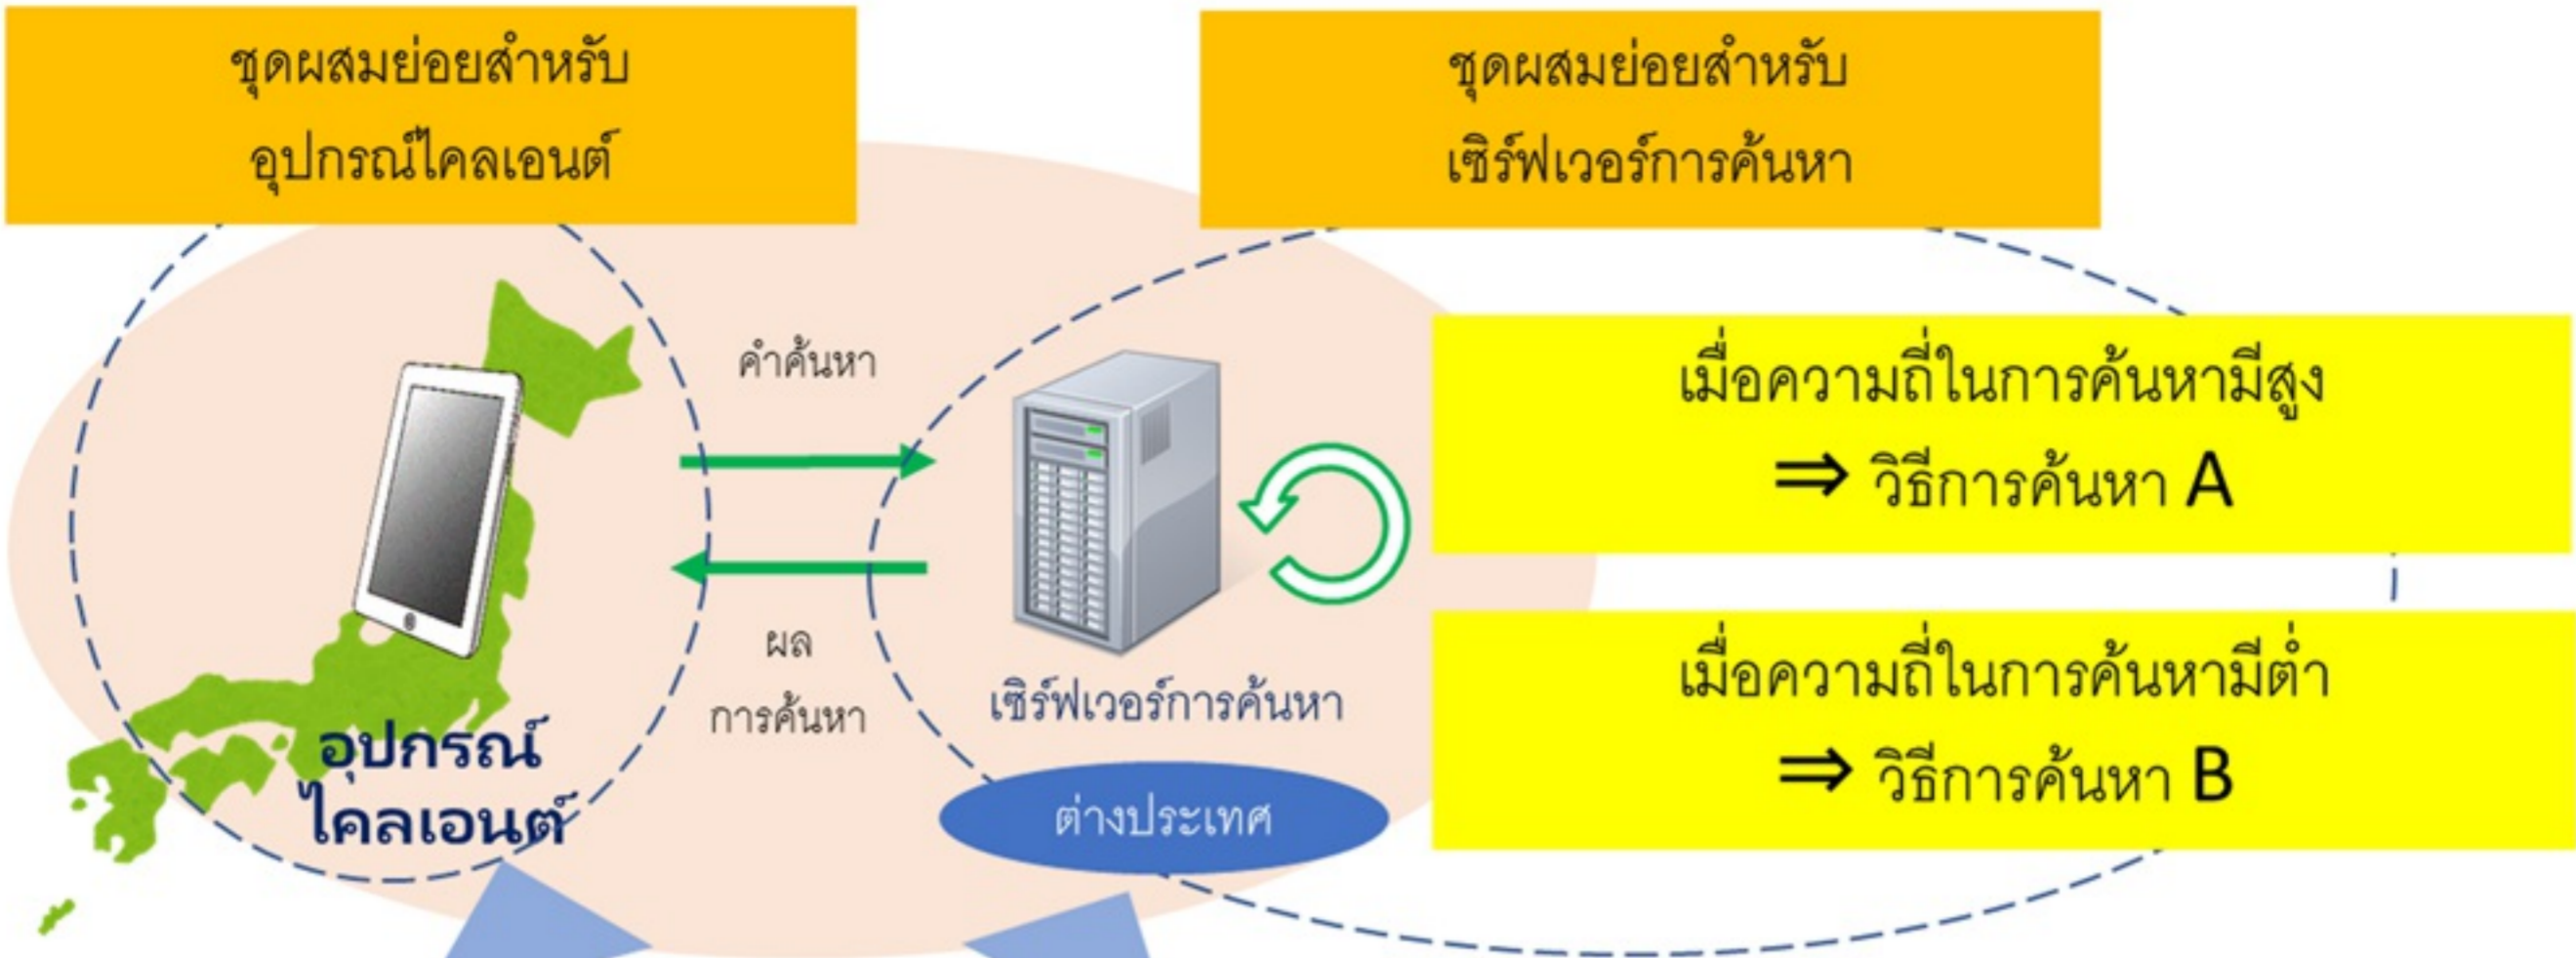 ชุดผสมย่อยสำหรับ
อุปกรณ์ไคลเอนต์
ชุดผสมย่อยสำหรับ
เซิร์ฟเวอร์การค้นหา
คำค้นหา
ผล
การค้นหา
อุปกรณ์
ไคลเอนต์
เซิร์ฟเวอร์การค้นหา
ต่างประเทศ
เมื่อความถี่ในการค้นหามีสูง
⇒ วิธีการค้นหา A
เมื่อความถี่ในการค้นหามีต่ำ
⇒ วิธีการค้นหา B